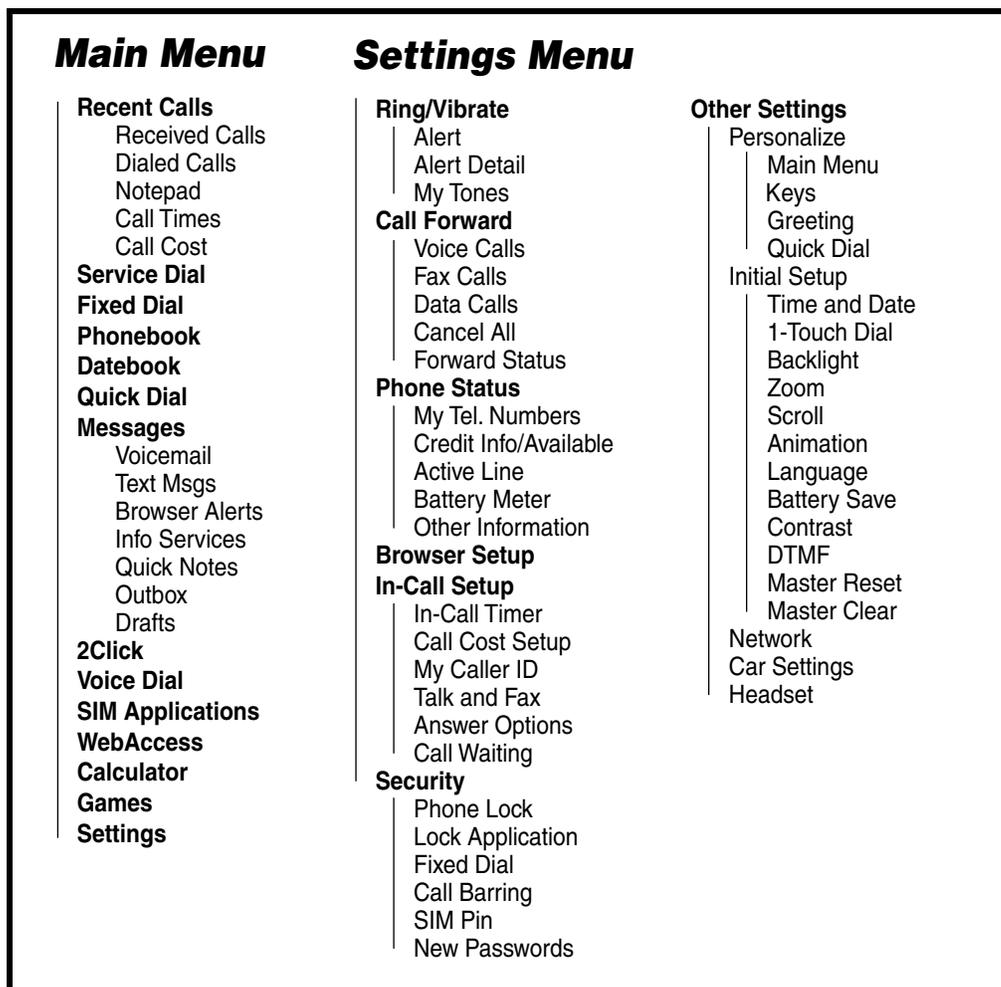 Main Menu
Recent Calls
Received Calls
Dialed Calls
Notepad
Call Times
Call Cost
Service Dial
Fixed Dial
Phonebook
Datebook
Quick Dial
Messages
Voicemail
Text Msgs
Browser Alerts
Info Services
Quick Notes
Outbox
Drafts
2Click
Voice Dial
SIM Applications
WebAccess
Calculator
Games
Settings
Settings Menu
Ring/Vibrate
Alert
Alert Detail
My Tones
Call Forward
Voice Calls
Fax Calls
Data Calls
Cancel All
Forward Status
Phone Status
My Tel. Numbers
Credit Info/Available
Active Line
Battery Meter
Other Information
Browser Setup
In-Call Setup
In-Call Timer
Call Cost Setup
My Caller ID
Talk and Fax
Answer Options
Call Waiting
Security
Phone Lock
Lock Application
Fixed Dial
Call Barring
SIM Pin
New Passwords
Other Settings
Personalize
Main Menu
Keys
Greeting
Quick Dial
Initial Setup
Time and Date
1-Touch Dial
Backlight
Zoom
Scroll
Animation
Language
Battery Save
Contrast
DTMF
Master Reset
Master Clear
Network
Car Settings
Headset